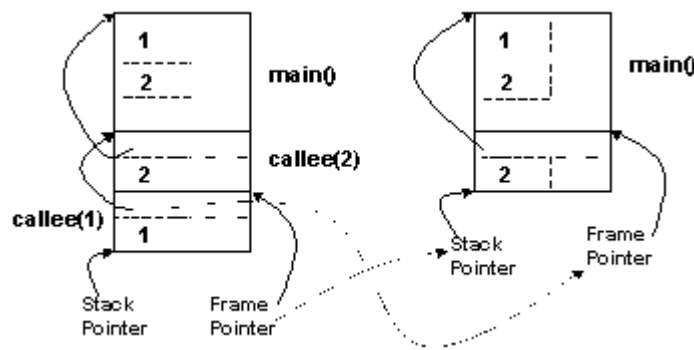 1
2
main()
callee(2)
2
callee(1)
1
Stack
Pointer
Frame
Pointer
1
2
main()
2
Stack
Pointer
Frame
Pointer